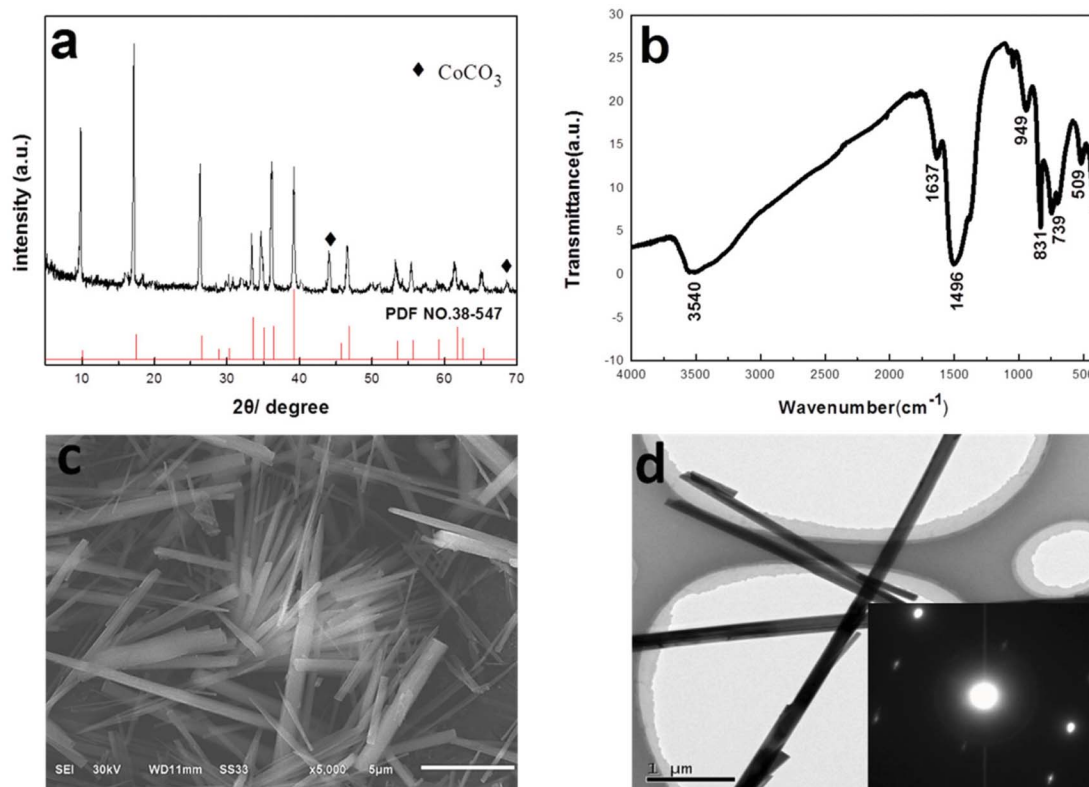 a
◆ CoCO3
intensity (a.u.)
PDF NO.38-547
10 20 30 40 50 60 70
2θ/ degree
b
Transmittance(a.u.)
30
25
20
15
10
5
0
-5
-10
3540
1637
1496
949
831
739
509
4000 3500 2000 1500 1000 500
Wavenumber(cm-1)
c
SEI 30kV WD11mm SS33 x5,000 5µm
d
1 µm